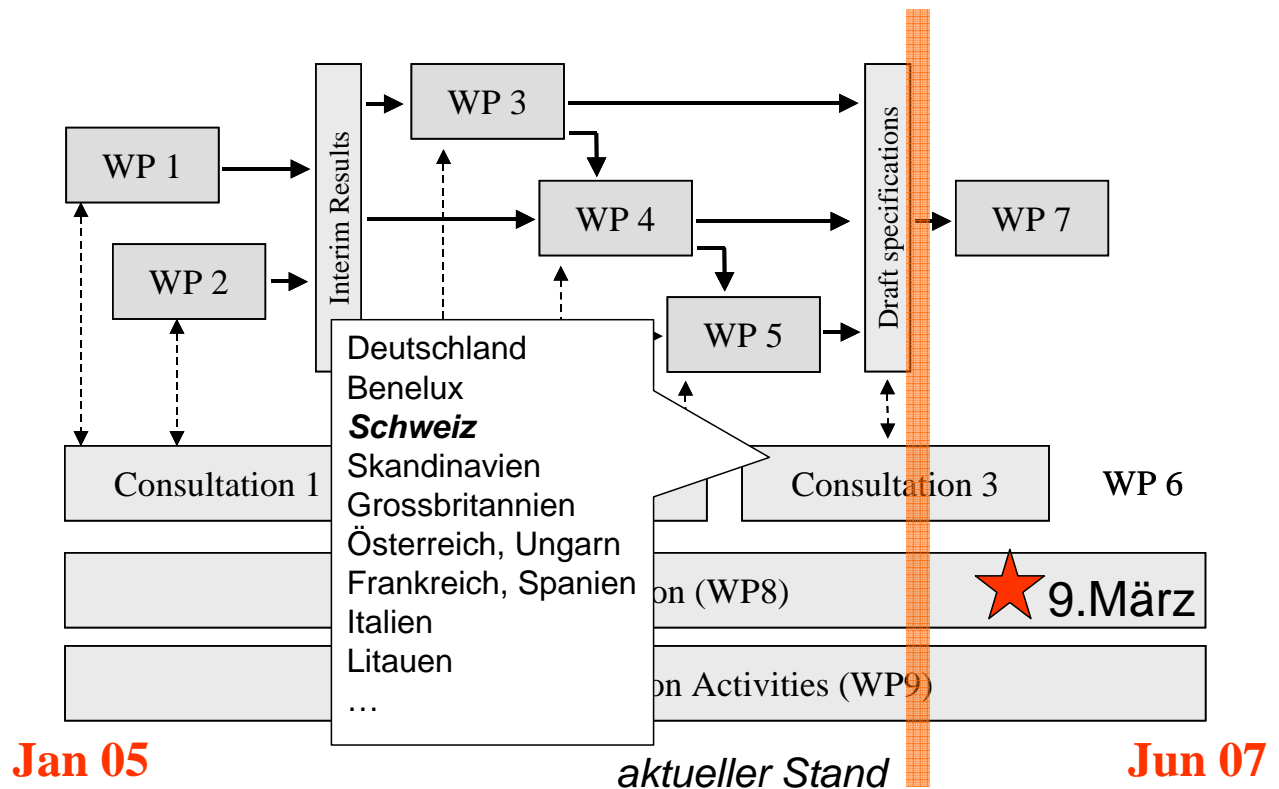 WP 3
WP 1
Interim Results
WP 4
Draft specifications
WP 7
WP 2
WP 5
Deutschland
Benelux
Schweiz
Skandinavien
Grossbritannien
Österreich, Ungarn
Frankreich, Spanien
Italien
Litauen
…
Consultation 1
Consultation 3
WP 6
on (WP8)
9.März
on Activities (WP9)
Jan 05
aktueller Stand
Jun 07